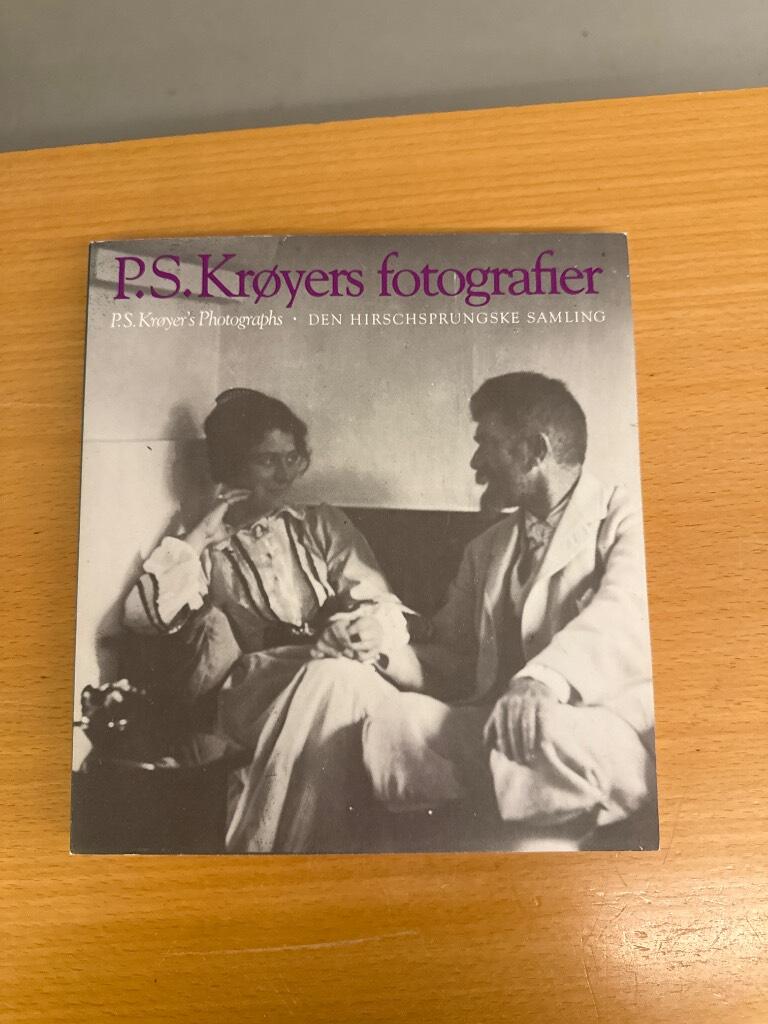 P.S. Krøyers fotografier
P.S. Krøyer's Photographs · DEN HIRSCHSPRUNGSKE SAMLING